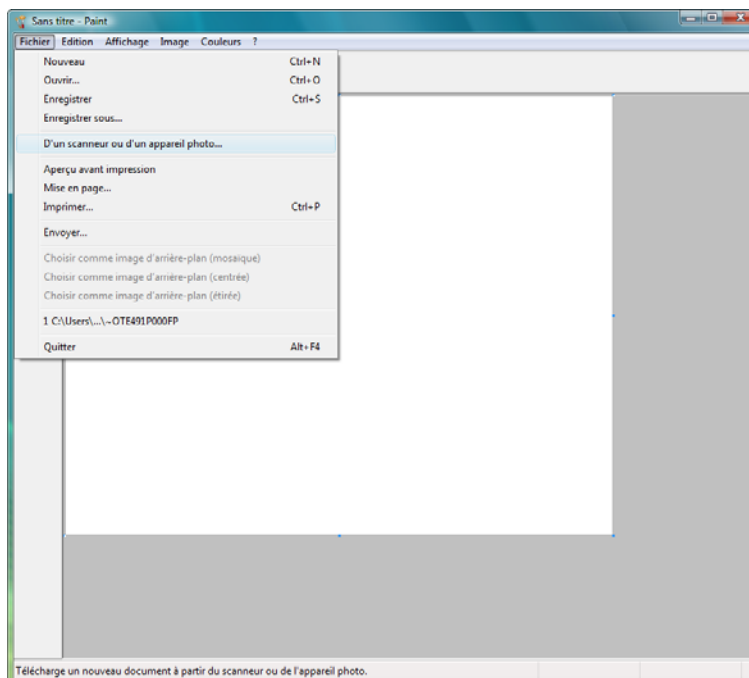 Sans titre - Paint
Fichier Edition Affichage Image Couleurs ?
Nouveau Ctrl+N
Ouvrir... Ctrl+O
Enregistrer Ctrl+S
Enregistrer sous...
D'un scanneur ou d'un appareil photo...
Aperçu avant impression
Mise en page...
Imprimer... Ctrl+P
Envoyer...
Choisir comme image d'arrière-plan (mosaïque)
Choisir comme image d'arrière-plan (centrée)
Choisir comme image d'arrière-plan (étirée)
1 C:\Users\...\~OTE491P000FP
Quitter Alt+F4
Télécharge un nouveau document à partir du scanneur ou de l'appareil photo.